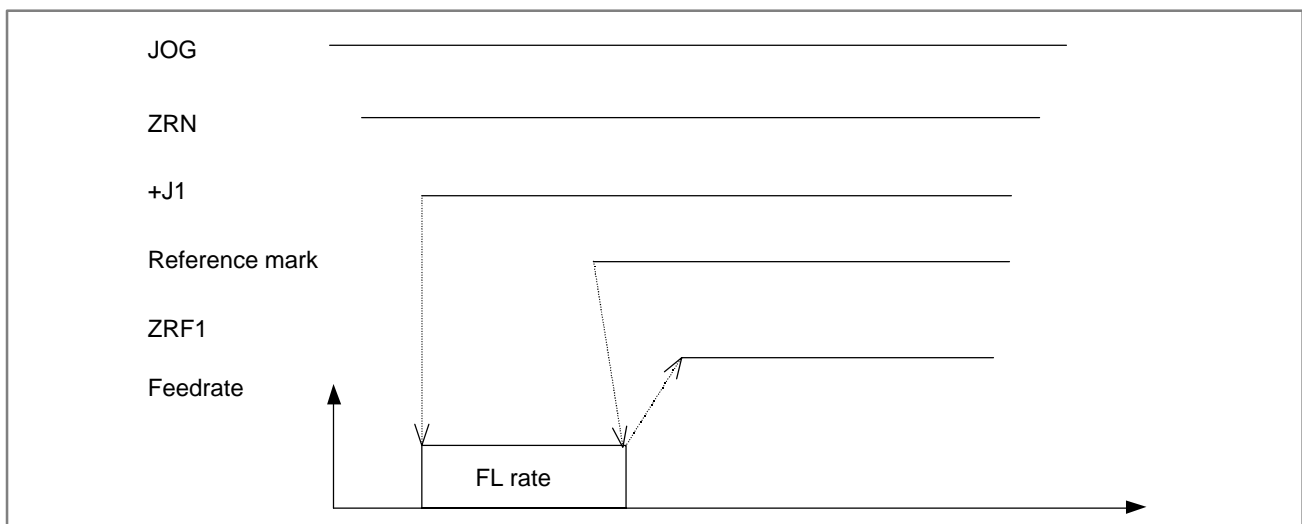 JOG
ZRN
+J1
Reference mark
ZRF1
Feedrate
FL rate